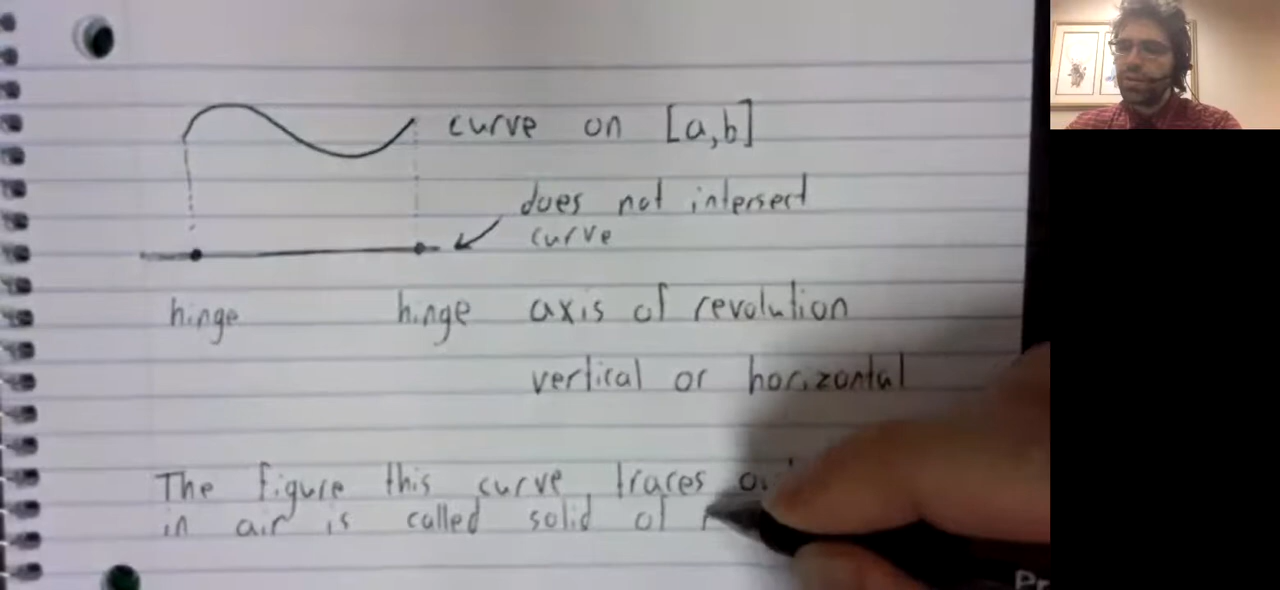 curve on [a,b]
does not intersect
curve
hinge hinge axis of revolution
vertical or horizontal
The figure this curve traces
in air is called solid of